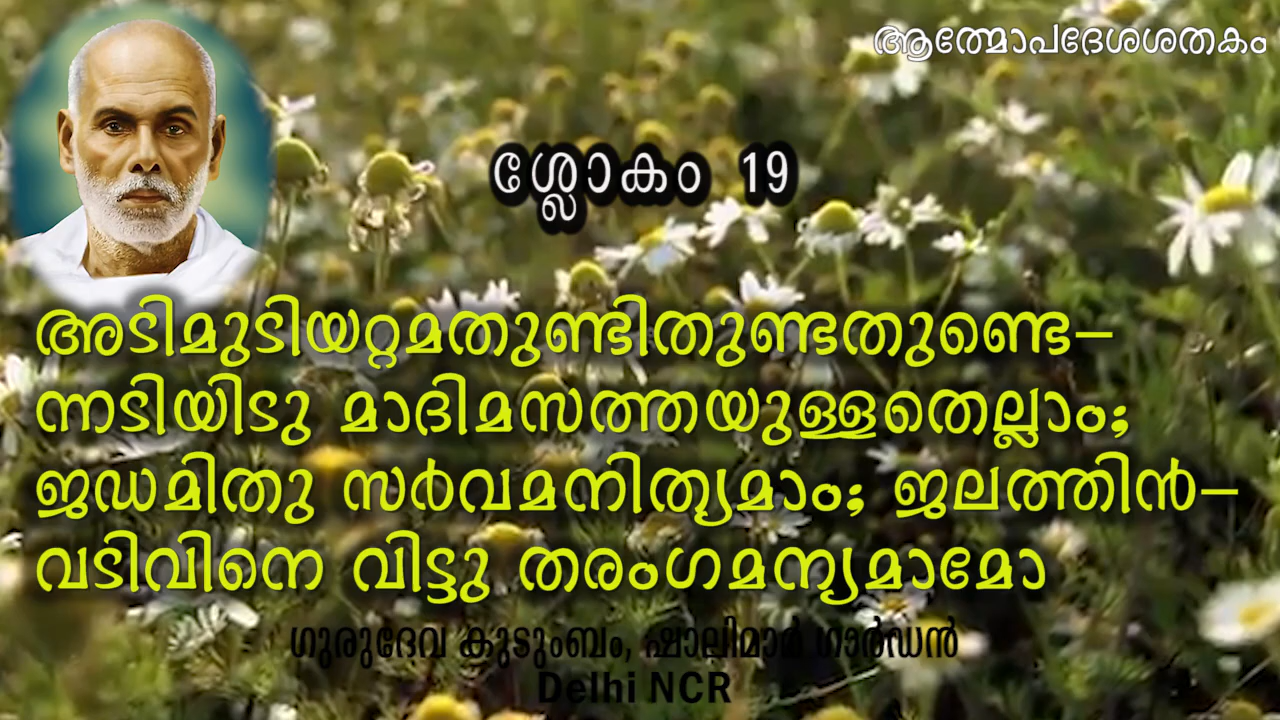 ആത്മോപദേശശതകം
ശ്ലോകം 19
അടിമുടിയറ്റമതുണ്ടിതുണ്ടതുണ്ടെ–
ന്നടിയിടു മാദിമസത്തയുള്ളതെല്ലാം;
ജഡമിതു സർവമനിത്യമാം; ജലത്തിൻ–
വടിവിനെ വിട്ടു തരംഗമന്യമാമോ
ഗുരുദേവ കുടുംബം, ഷാലിമാർ ഗാർഡൻ
Delhi NCR